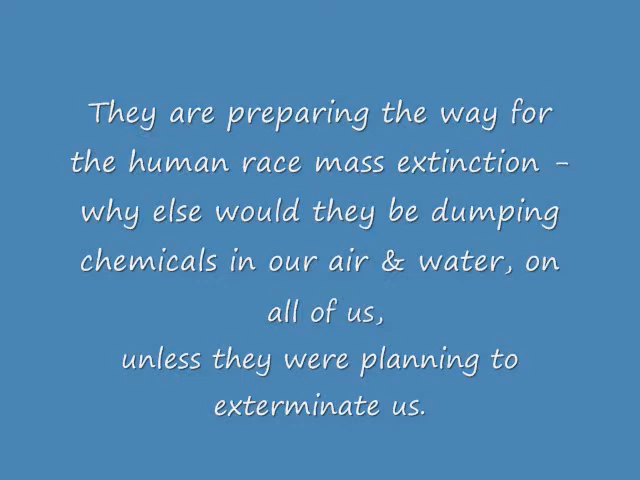 They are preparing the way for
the human race mass extinction -
why else would they be dumping
chemicals in our air & water, on
all of us,
unless they were planning to
exterminate us.